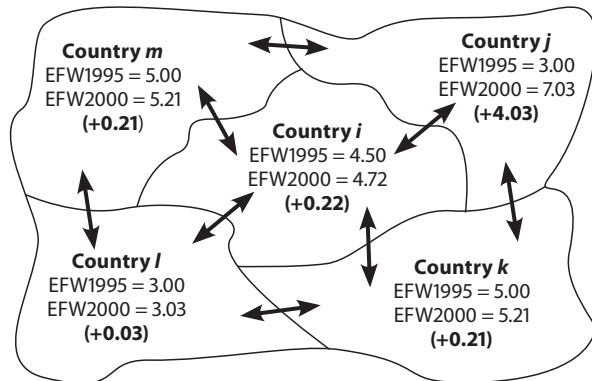 Country m
EFW1995 = 5.00
EFW2000 = 5.21
(+0.21)
Country j
EFW1995 = 3.00
EFW2000 = 7.03
(+4.03)
Country i
EFW1995 = 4.50
EFW2000 = 4.72
(+0.22)
Country l
EFW1995 = 3.00
EFW2000 = 3.03
(+0.03)
Country k
EFW1995 = 5.00
EFW2000 = 5.21
(+0.21)